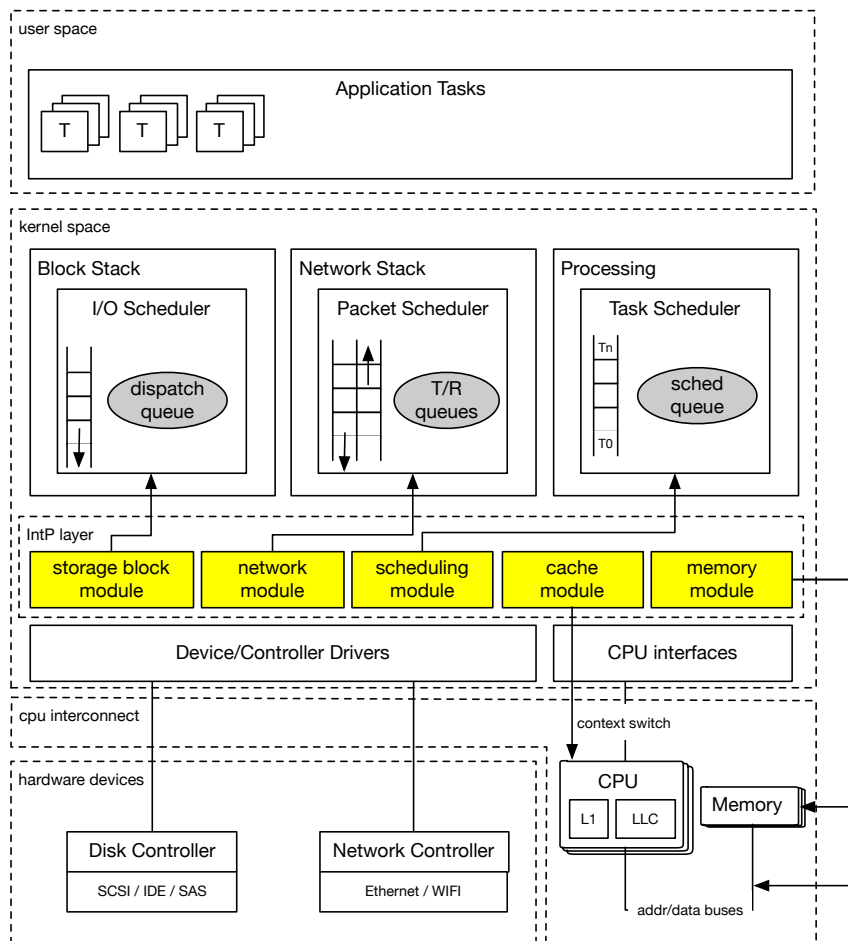 user space
Application Tasks
T T T
kernel space
Block Stack
I/O Scheduler
dispatch
queue
Network Stack
Packet Scheduler
T/R
queues
Processing
Task Scheduler
Tn
T0
sched
queue
IntP layer
storage block
module
network
module
scheduling
module
cache
module
memory
module
Device/Controller Drivers
CPU interfaces
cpu interconnect
context switch
hardware devices
CPU
L1
LLC
Memory
Disk Controller
SCSI / IDE / SAS
Network Controller
Ethernet / WIFI
addr/data buses